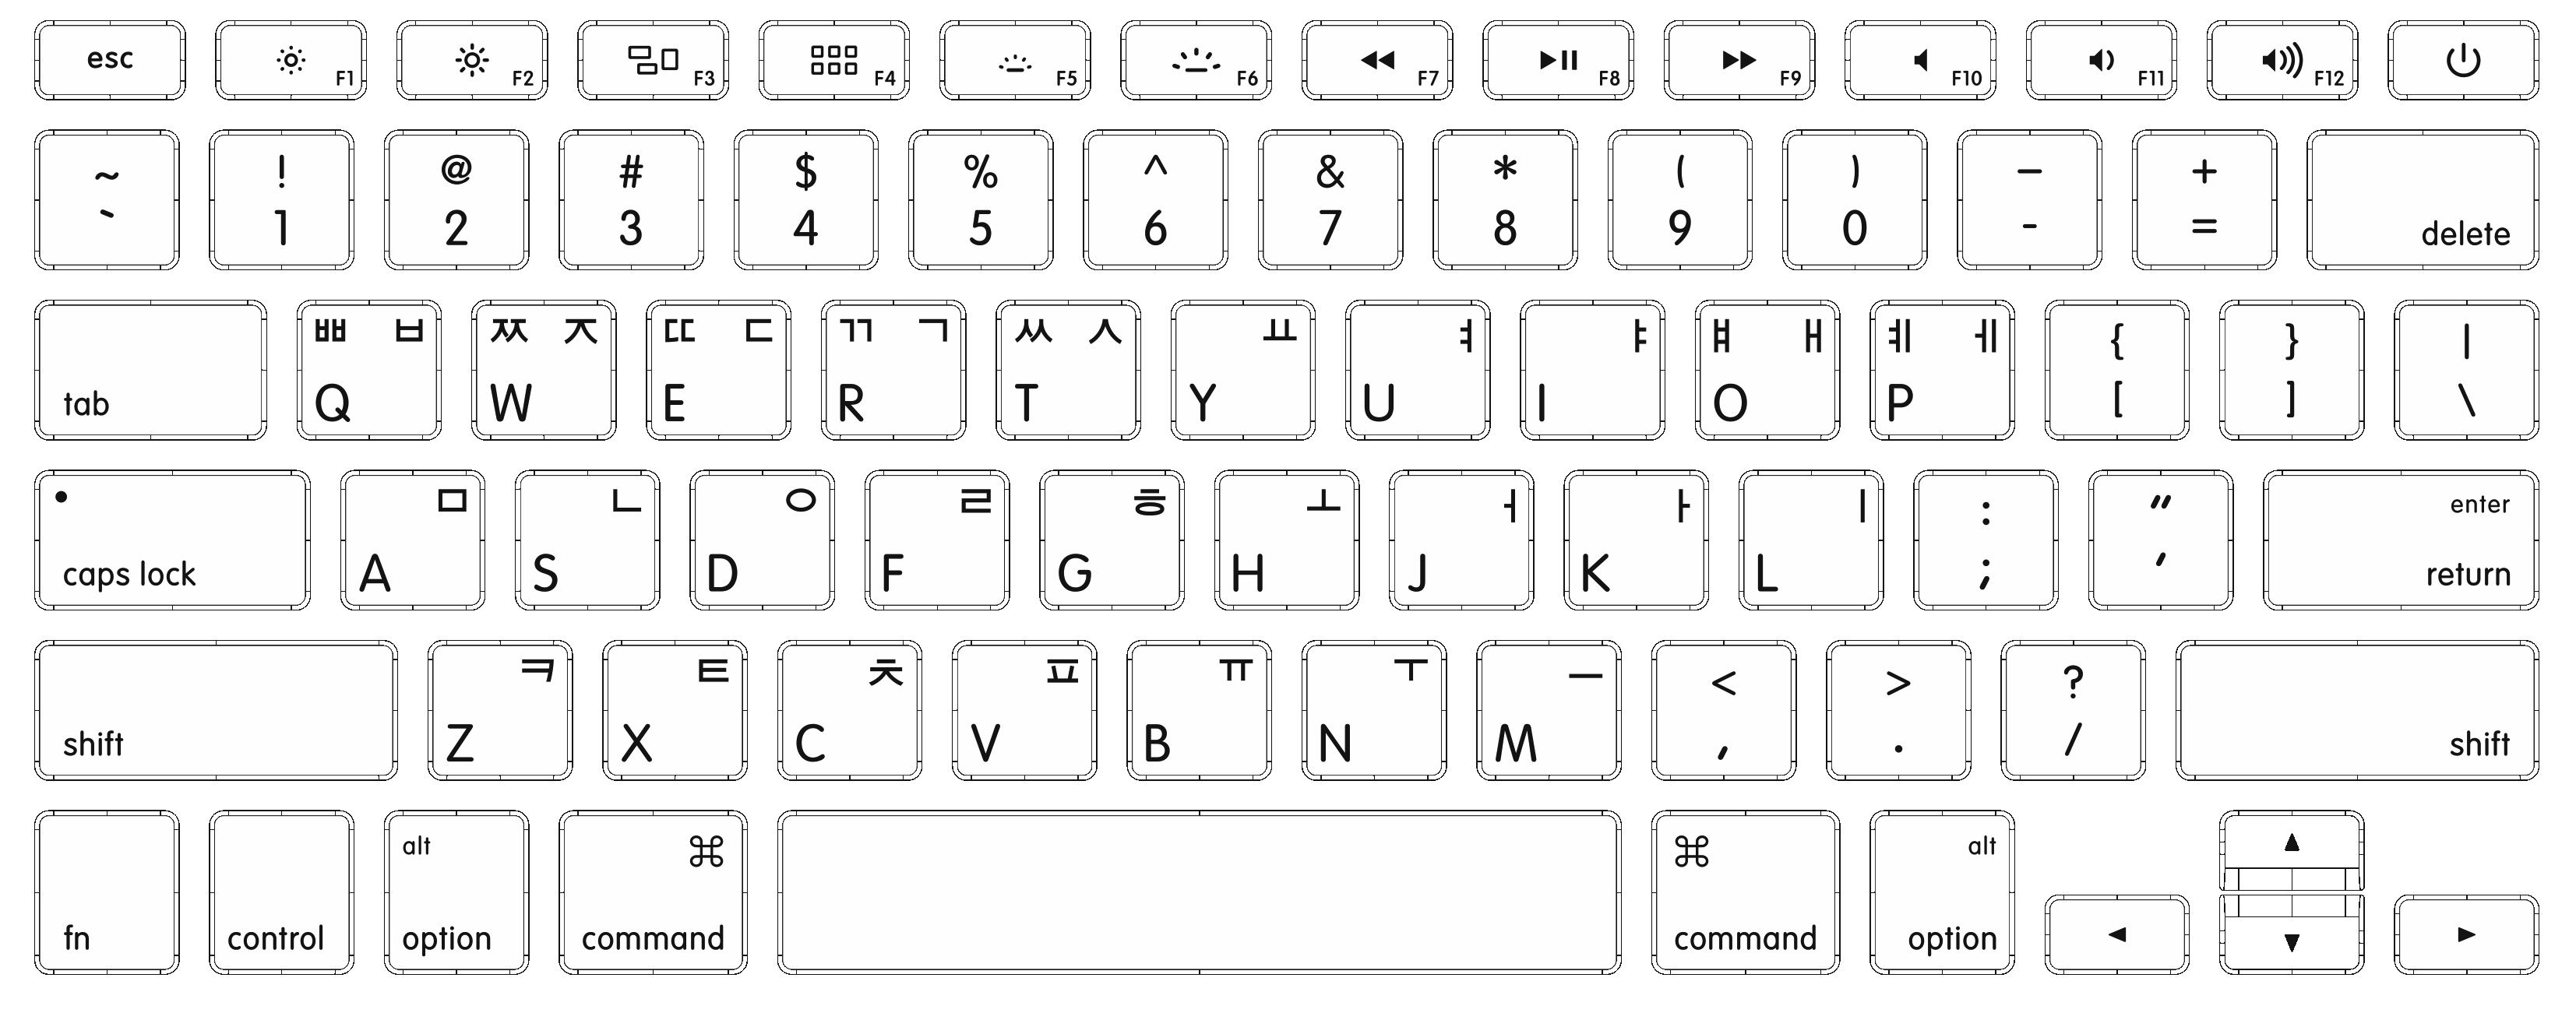 esc F1 F2 F3 F4 F5 F6 F7 F8 F9 F10 F11 F12
~ ! @ # $ % ^ & * ( ) — +
` 1 2 3 4 5 6 7 8 9 0 - = delete
ㅃ ㅂ ㅉ ㅈ ㄸ ㄷ ㄲ ㄱ ㅆ ㅅ ㅛ ㅕ ㅑ ㅒ ㅐ ㅖ ㅔ { } |
tab Q W E R T Y U I O P [ ] \
ㅁ ㄴ ㅇ ㄹ ㅎ ㅗ ㅓ ㅏ ㅣ : " enter
caps lock A S D F G H J K L ; ' return
ㅋ ㅌ ㅊ ㅍ ㅠ ㅜ ㅡ < > ?
shift Z X C V B N M , . / shift
alt ⌘ ⌘ alt ▲
fn control option command command option ◀ ▼ ▶